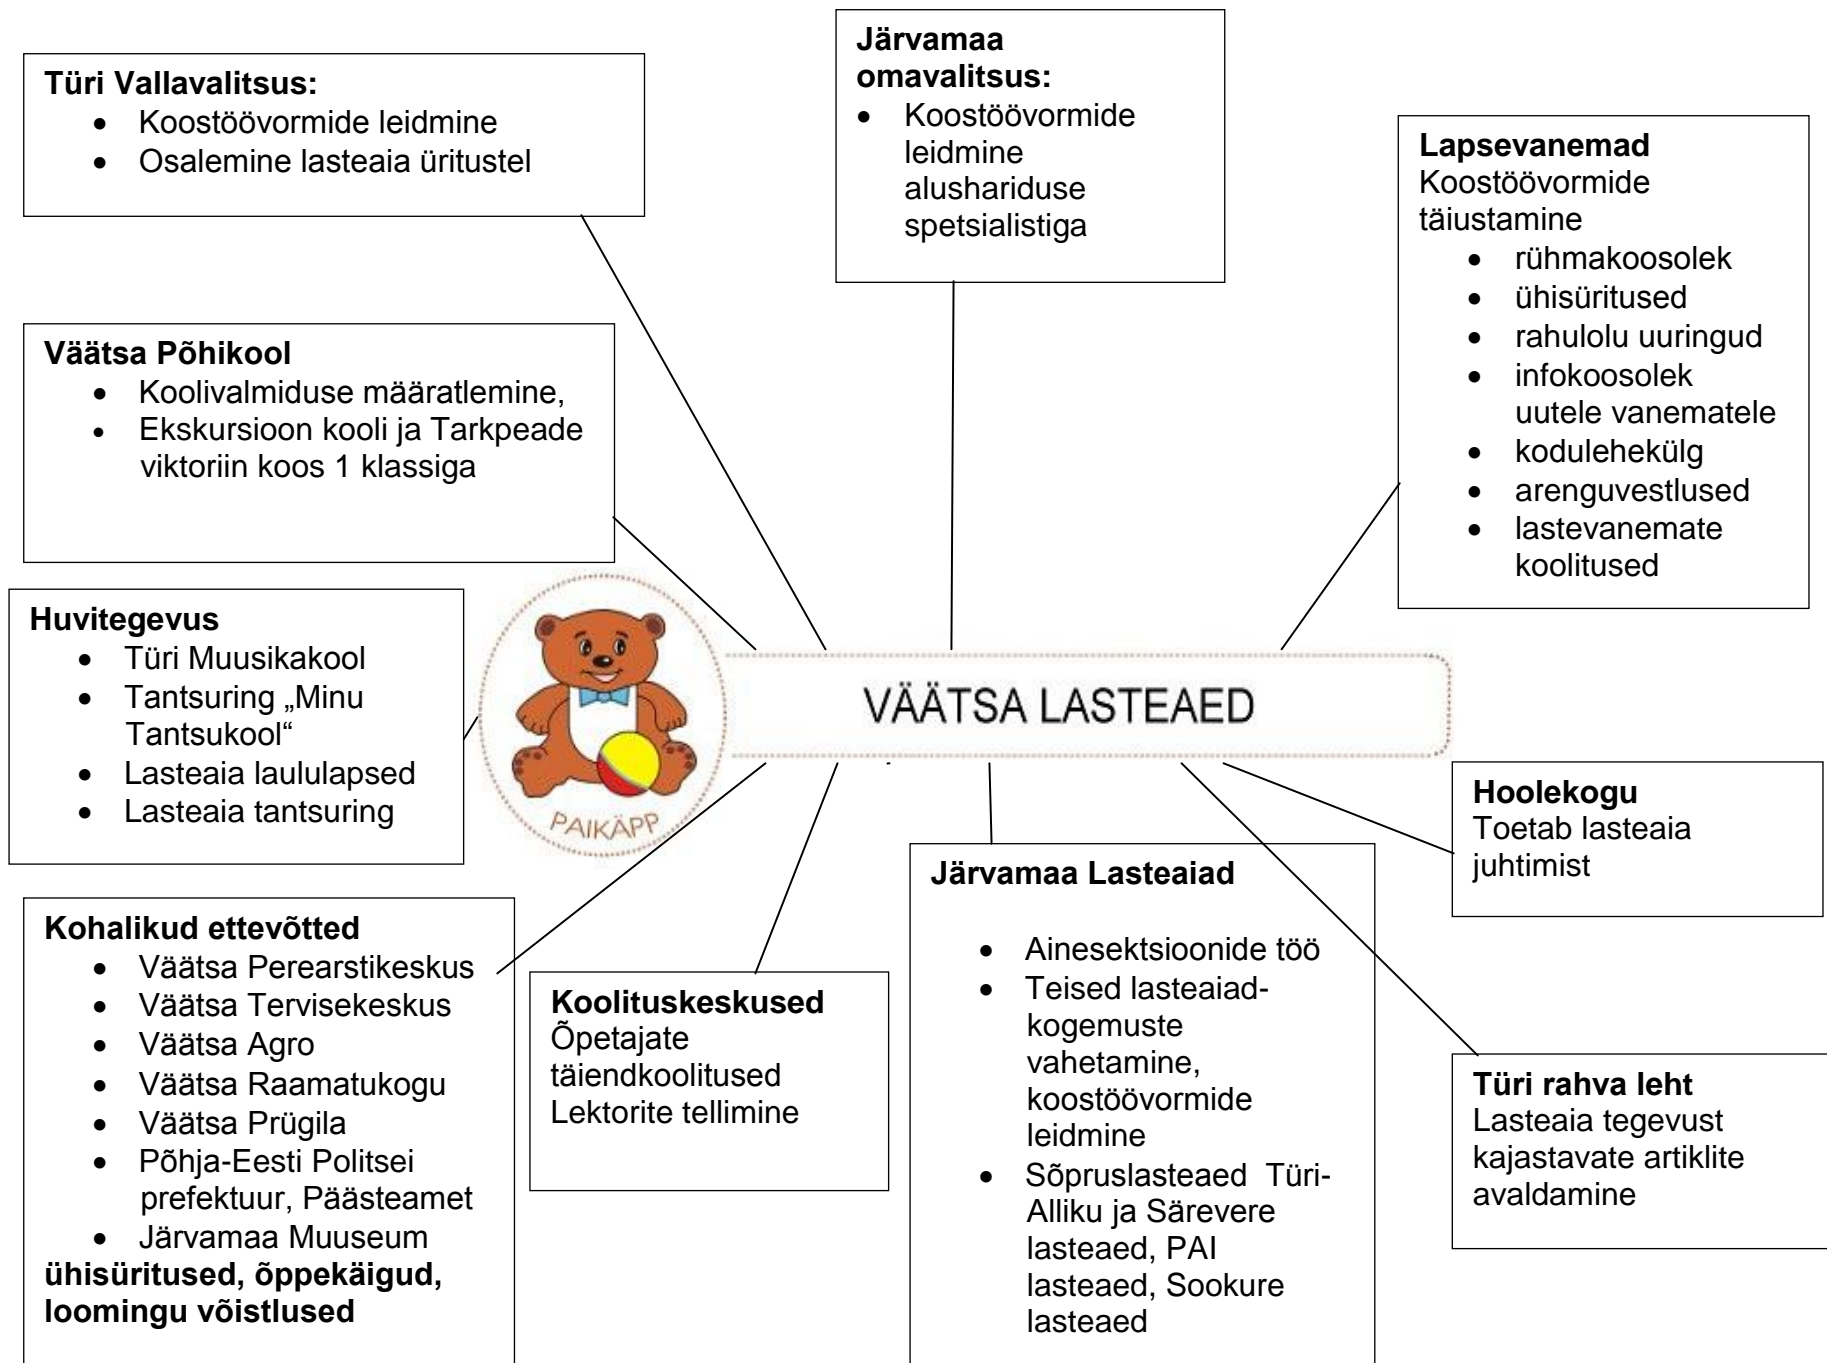 Türi Vallavalitsus:
• Koostöövormide leidmine
• Osalemine lasteaia üritustel
Järvamaa
omavalitsus:
• Koostöövormide
leidmine
alushariduse
spetsialistiga
Lapsevanemad
Koostöövormide
täiustamine
• rühmakoosolek
• ühisüritused
• rahulolu uuringud
• infokoosolek
uutele vanematele
• kodulehekülg
• arenguvestlused
• lastevanemate
koolitused
Väätsa Põhikool
• Koolivalmiduse määratlemine,
• Ekskursioon kooli ja Tarkpeade
viktoriin koos 1 klassiga
Huvitegevus
• Türi Muusikakool
• Tantsuring „Minu
Tantsukool“
• Lasteaia laululapsed
• Lasteaia tantsuring
PAIKÄPP
VÄÄTSA LASTEAED
Kohalikud ettevõtted
• Väätsa Perearstikeskus
• Väätsa Tervisekeskus
• Väätsa Agro
• Väätsa Raamatukogu
• Väätsa Prügila
• Põhja-Eesti Politsei
prefektuur, Päästeamet
• Järvamaa Muuseum
ühisüritused, õppekäigud,
loomingu võistlused
Koolituskeskused
Õpetajate
täiendkoolitused
Lektorite tellimine
Järvamaa Lasteaiad
• Ainesektsioonide töö
• Teised lasteaiad-
kogemuste
vahetamine,
koostöövormide
leidmine
• Sõpruslasteaed Türi-
Alliku ja Särevere
lasteaed, PAI
lasteaed, Sookure
lasteaed
Hoolekogu
Toetab lasteaia
juhtimist
Türi rahva leht
Lasteaia tegevust
kajastavate artiklite
avaldamine